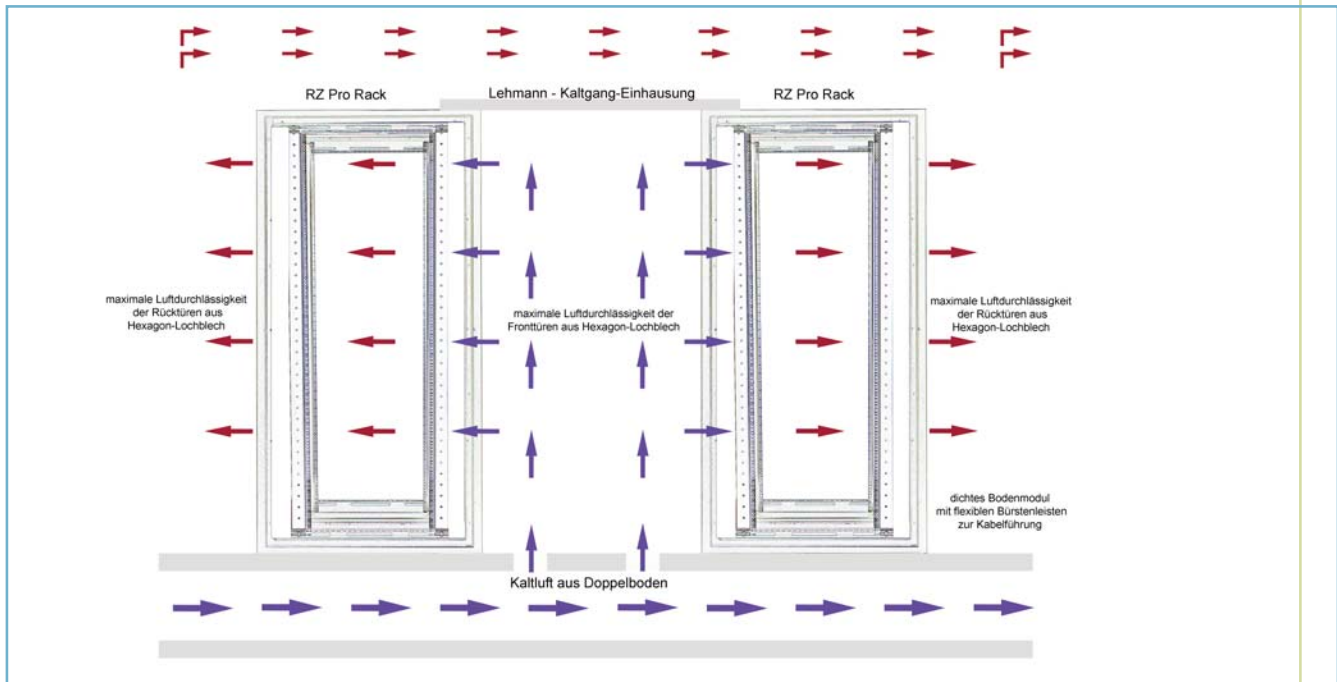 RZ Pro Rack
Lehmann - Kaltgang-Einhausung
RZ Pro Rack
maximale Luftdurchlässigkeit
der Rücktüren aus
Hexagon-Lochblech
maximale Luftdurchlässigkeit der
Fronttüren aus Hexagon-Lochblech
maximale Luftdurchlässigkeit
der Rücktüren aus
Hexagon-Lochblech
dichtes Bodenmodul
mit flexiblen Bürstenleisten
zur Kabelführung
Kaltluft aus Doppelboden